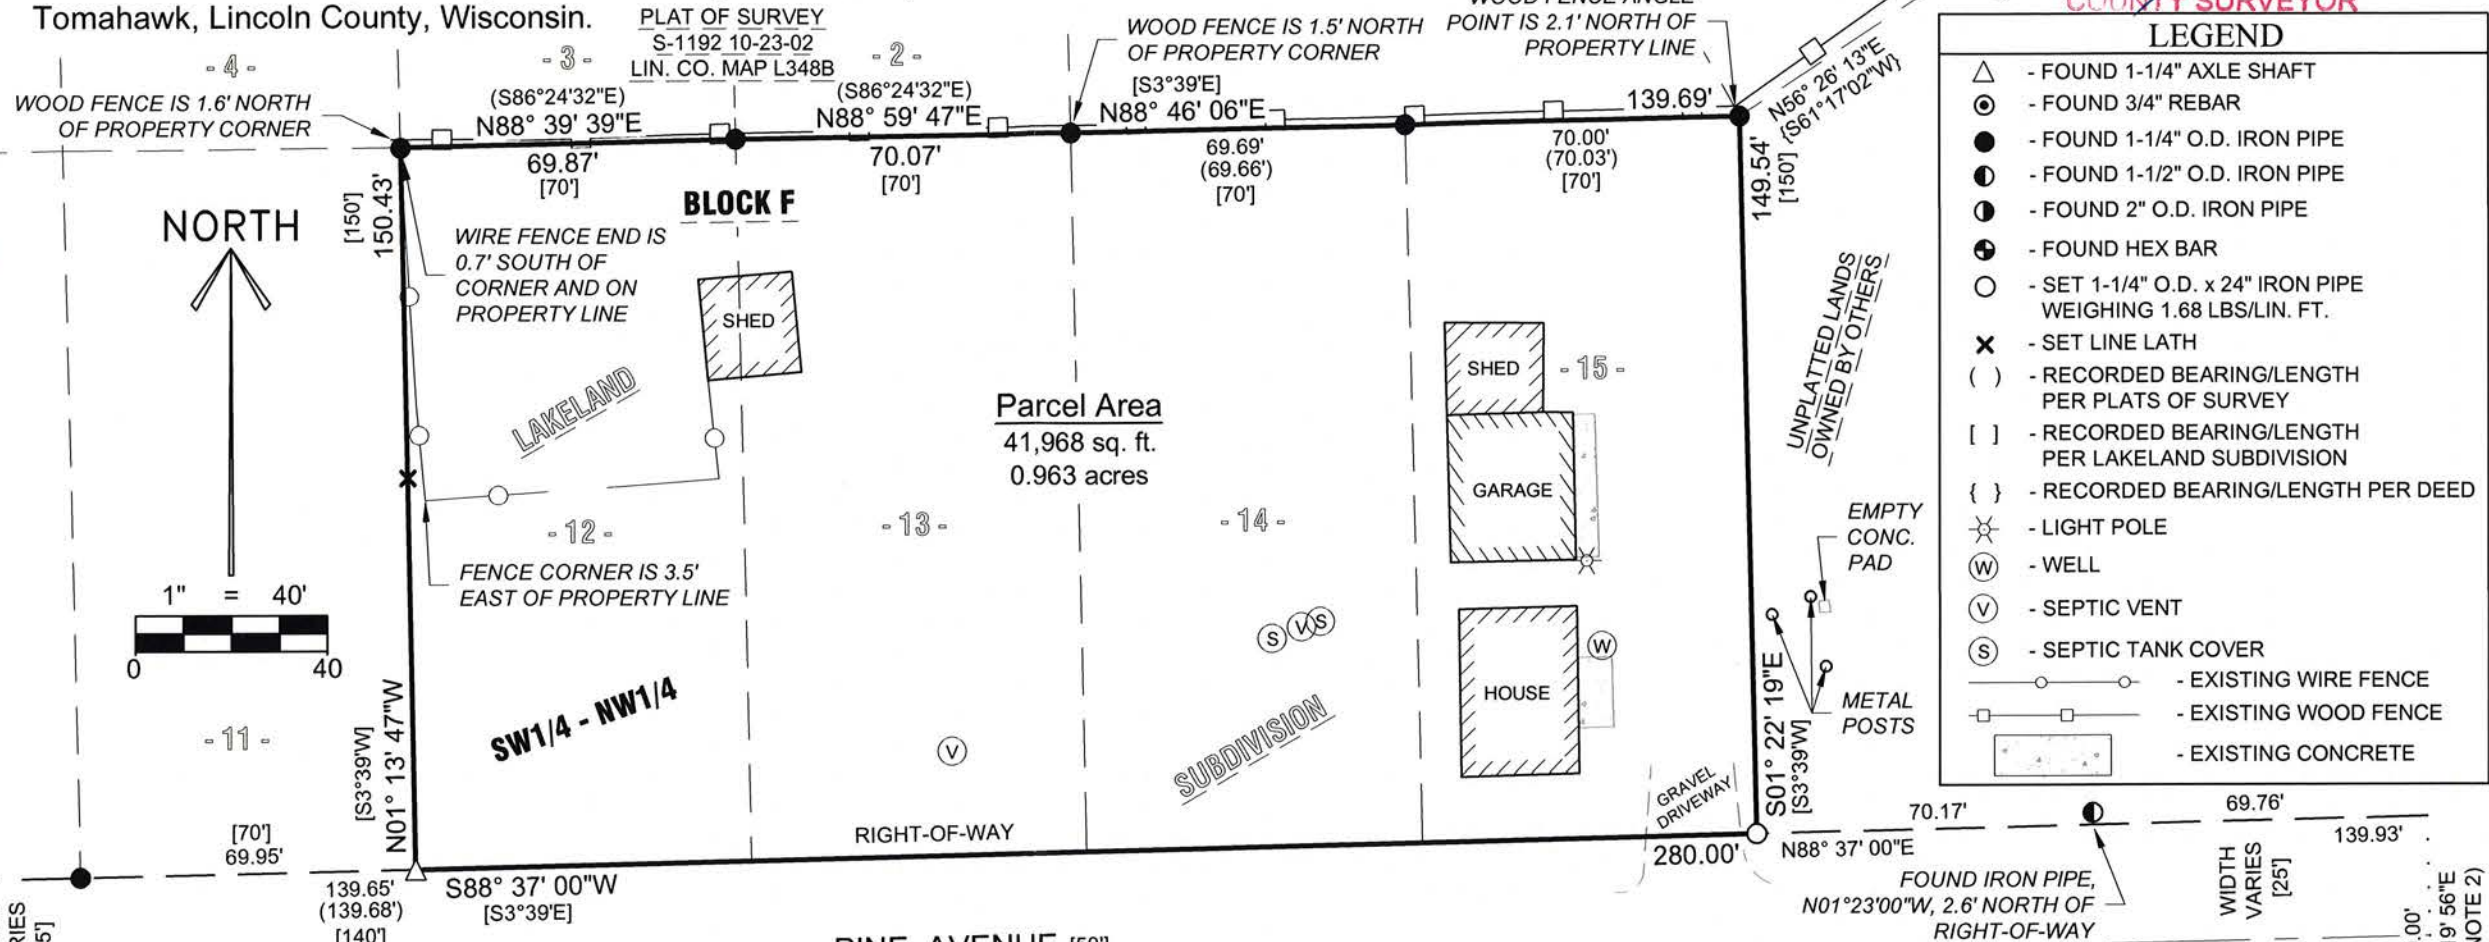 Tomahawk, Lincoln County, Wisconsin.
PLAT OF SURVEY
S-1192 10-23-02
LIN. CO. MAP L348B
- 4 -
- 3 -
- 2 -
WOOD FENCE IS 1.6' NORTH
OF PROPERTY CORNER
WOOD FENCE IS 1.5' NORTH
OF PROPERTY CORNER
WOOD FENCE ANGLE
POINT IS 2.1' NORTH OF
PROPERTY LINE
COUNTY SURVEYOR
(S86°24'32"E)
N88° 39' 39"E
69.87'
[70']
(S86°24'32"E)
N88° 59' 47"E
70.07'
[70']
[S3°39'E]
N88° 46' 06"E
69.69'
(69.66')
[70']
139.69'
70.00'
(70.03')
[70']
N56° 26' 13"E
{S61°17'02"W}
[150']
150.43'
149.54'
[150']
BLOCK F
NORTH
WIRE FENCE END IS
0.7' SOUTH OF
CORNER AND ON
PROPERTY LINE
SHED
LAKELAND
Parcel Area
41,968 sq. ft.
0.963 acres
SHED
- 15 -
GARAGE
UNPLATTED LANDS
OWNED BY OTHERS
- 12 -
- 13 -
- 14 -
FENCE CORNER IS 3.5'
EAST OF PROPERTY LINE
EMPTY
CONC.
PAD
1" = 40'
0 40
S V S
W
HOUSE
METAL
POSTS
SW1/4 - NW1/4
- 11 -
V
SUBDIVISION
GRAVEL
DRIVEWAY
N01° 13' 47"W
[S3°39'W]
S01° 22' 19"E
[S3°39'W]
RIGHT-OF-WAY
[70']
69.95'
139.65'
(139.68')
[140']
S88° 37' 00"W
[S3°39'E]
280.00'
N88° 37' 00"E
70.17'
69.76'
139.93'
FOUND IRON PIPE,
N01°23'00"W, 2.6' NORTH OF
RIGHT-OF-WAY
WIDTH
VARIES
[25']
.00'
9' 56"E
NOTE 2)
RIES
5']
PINE AVENUE [50']
LEGEND
- FOUND 1-1/4" AXLE SHAFT
- FOUND 3/4" REBAR
- FOUND 1-1/4" O.D. IRON PIPE
- FOUND 1-1/2" O.D. IRON PIPE
- FOUND 2" O.D. IRON PIPE
- FOUND HEX BAR
- SET 1-1/4" O.D. x 24" IRON PIPE
WEIGHING 1.68 LBS/LIN. FT.
- SET LINE LATH
( ) - RECORDED BEARING/LENGTH
PER PLATS OF SURVEY
[ ] - RECORDED BEARING/LENGTH
PER LAKELAND SUBDIVISION
{ } - RECORDED BEARING/LENGTH PER DEED
- LIGHT POLE
W - WELL
V - SEPTIC VENT
S - SEPTIC TANK COVER
- EXISTING WIRE FENCE
- EXISTING WOOD FENCE
- EXISTING CONCRETE